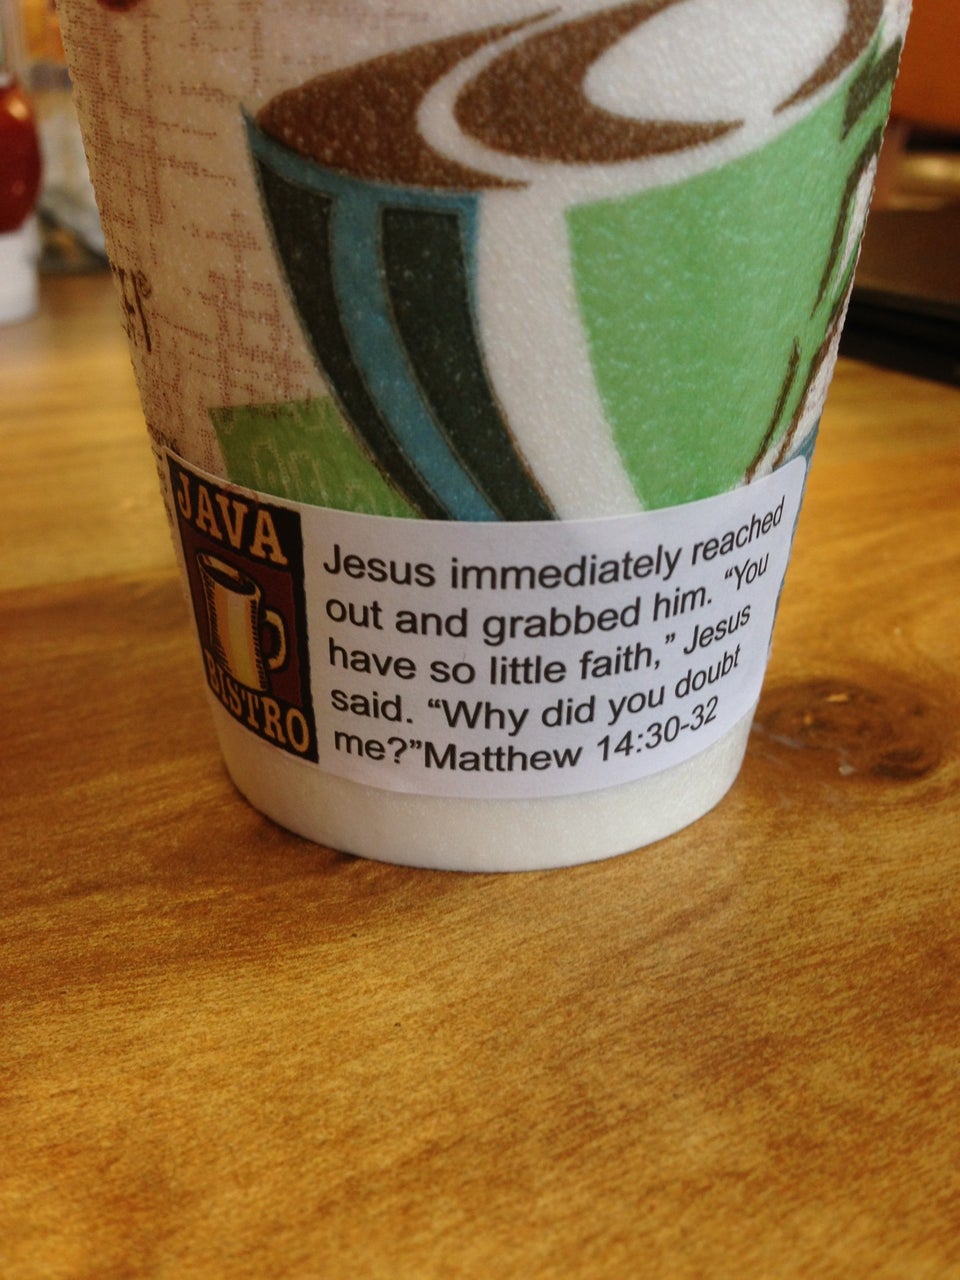 JAVA
BISTRO
Jesus immediately reached
out and grabbed him. “You
have so little faith,” Jesus
said. “Why did you doubt
me?”Matthew 14:30-32